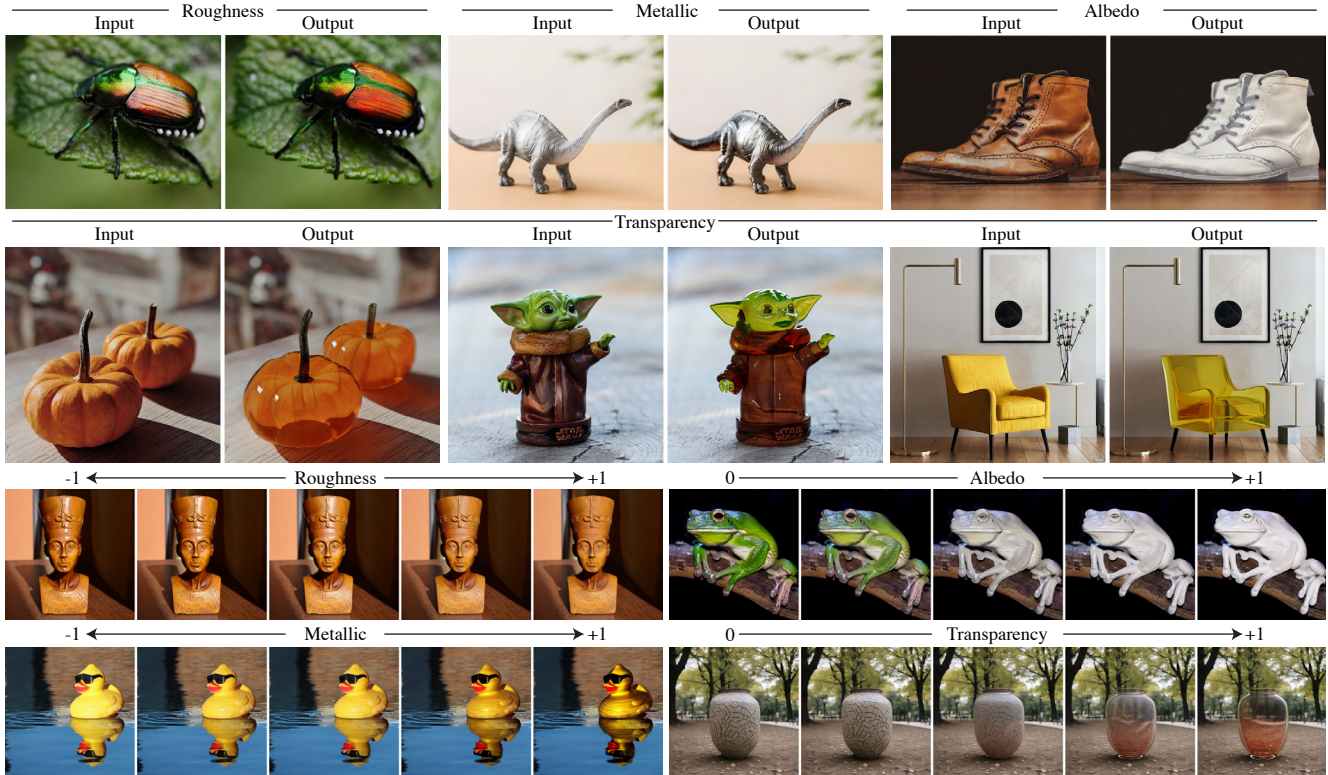 Roughness Metallic Albedo
Input Output Input Output Input Output
Transparency
Input Output Input Output Input Output
STAR
WARS
-1 Roughness +1 0 Albedo +1
-1 Metallic +1 0 Transparency +1